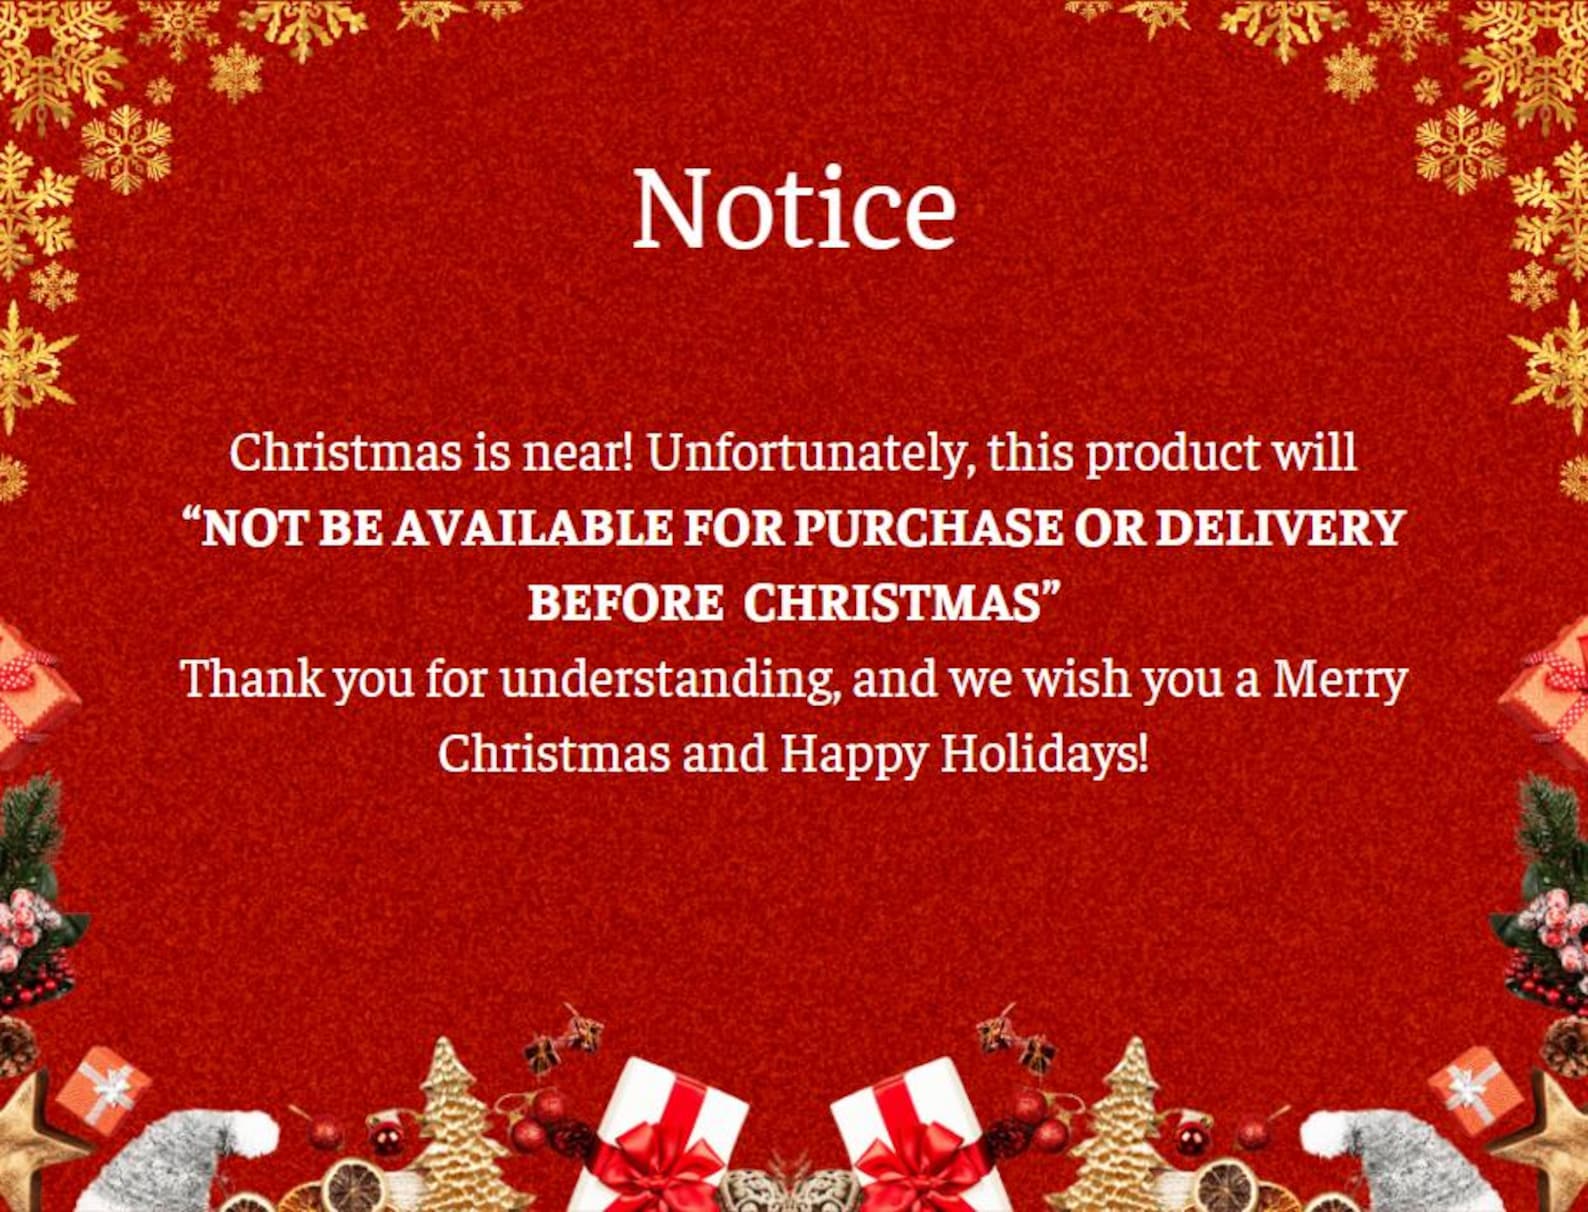 Notice
Christmas is near! Unfortunately, this product will
“NOT BE AVAILABLE FOR PURCHASE OR DELIVERY
BEFORE CHRISTMAS”
Thank you for understanding, and we wish you a Merry
Christmas and Happy Holidays!